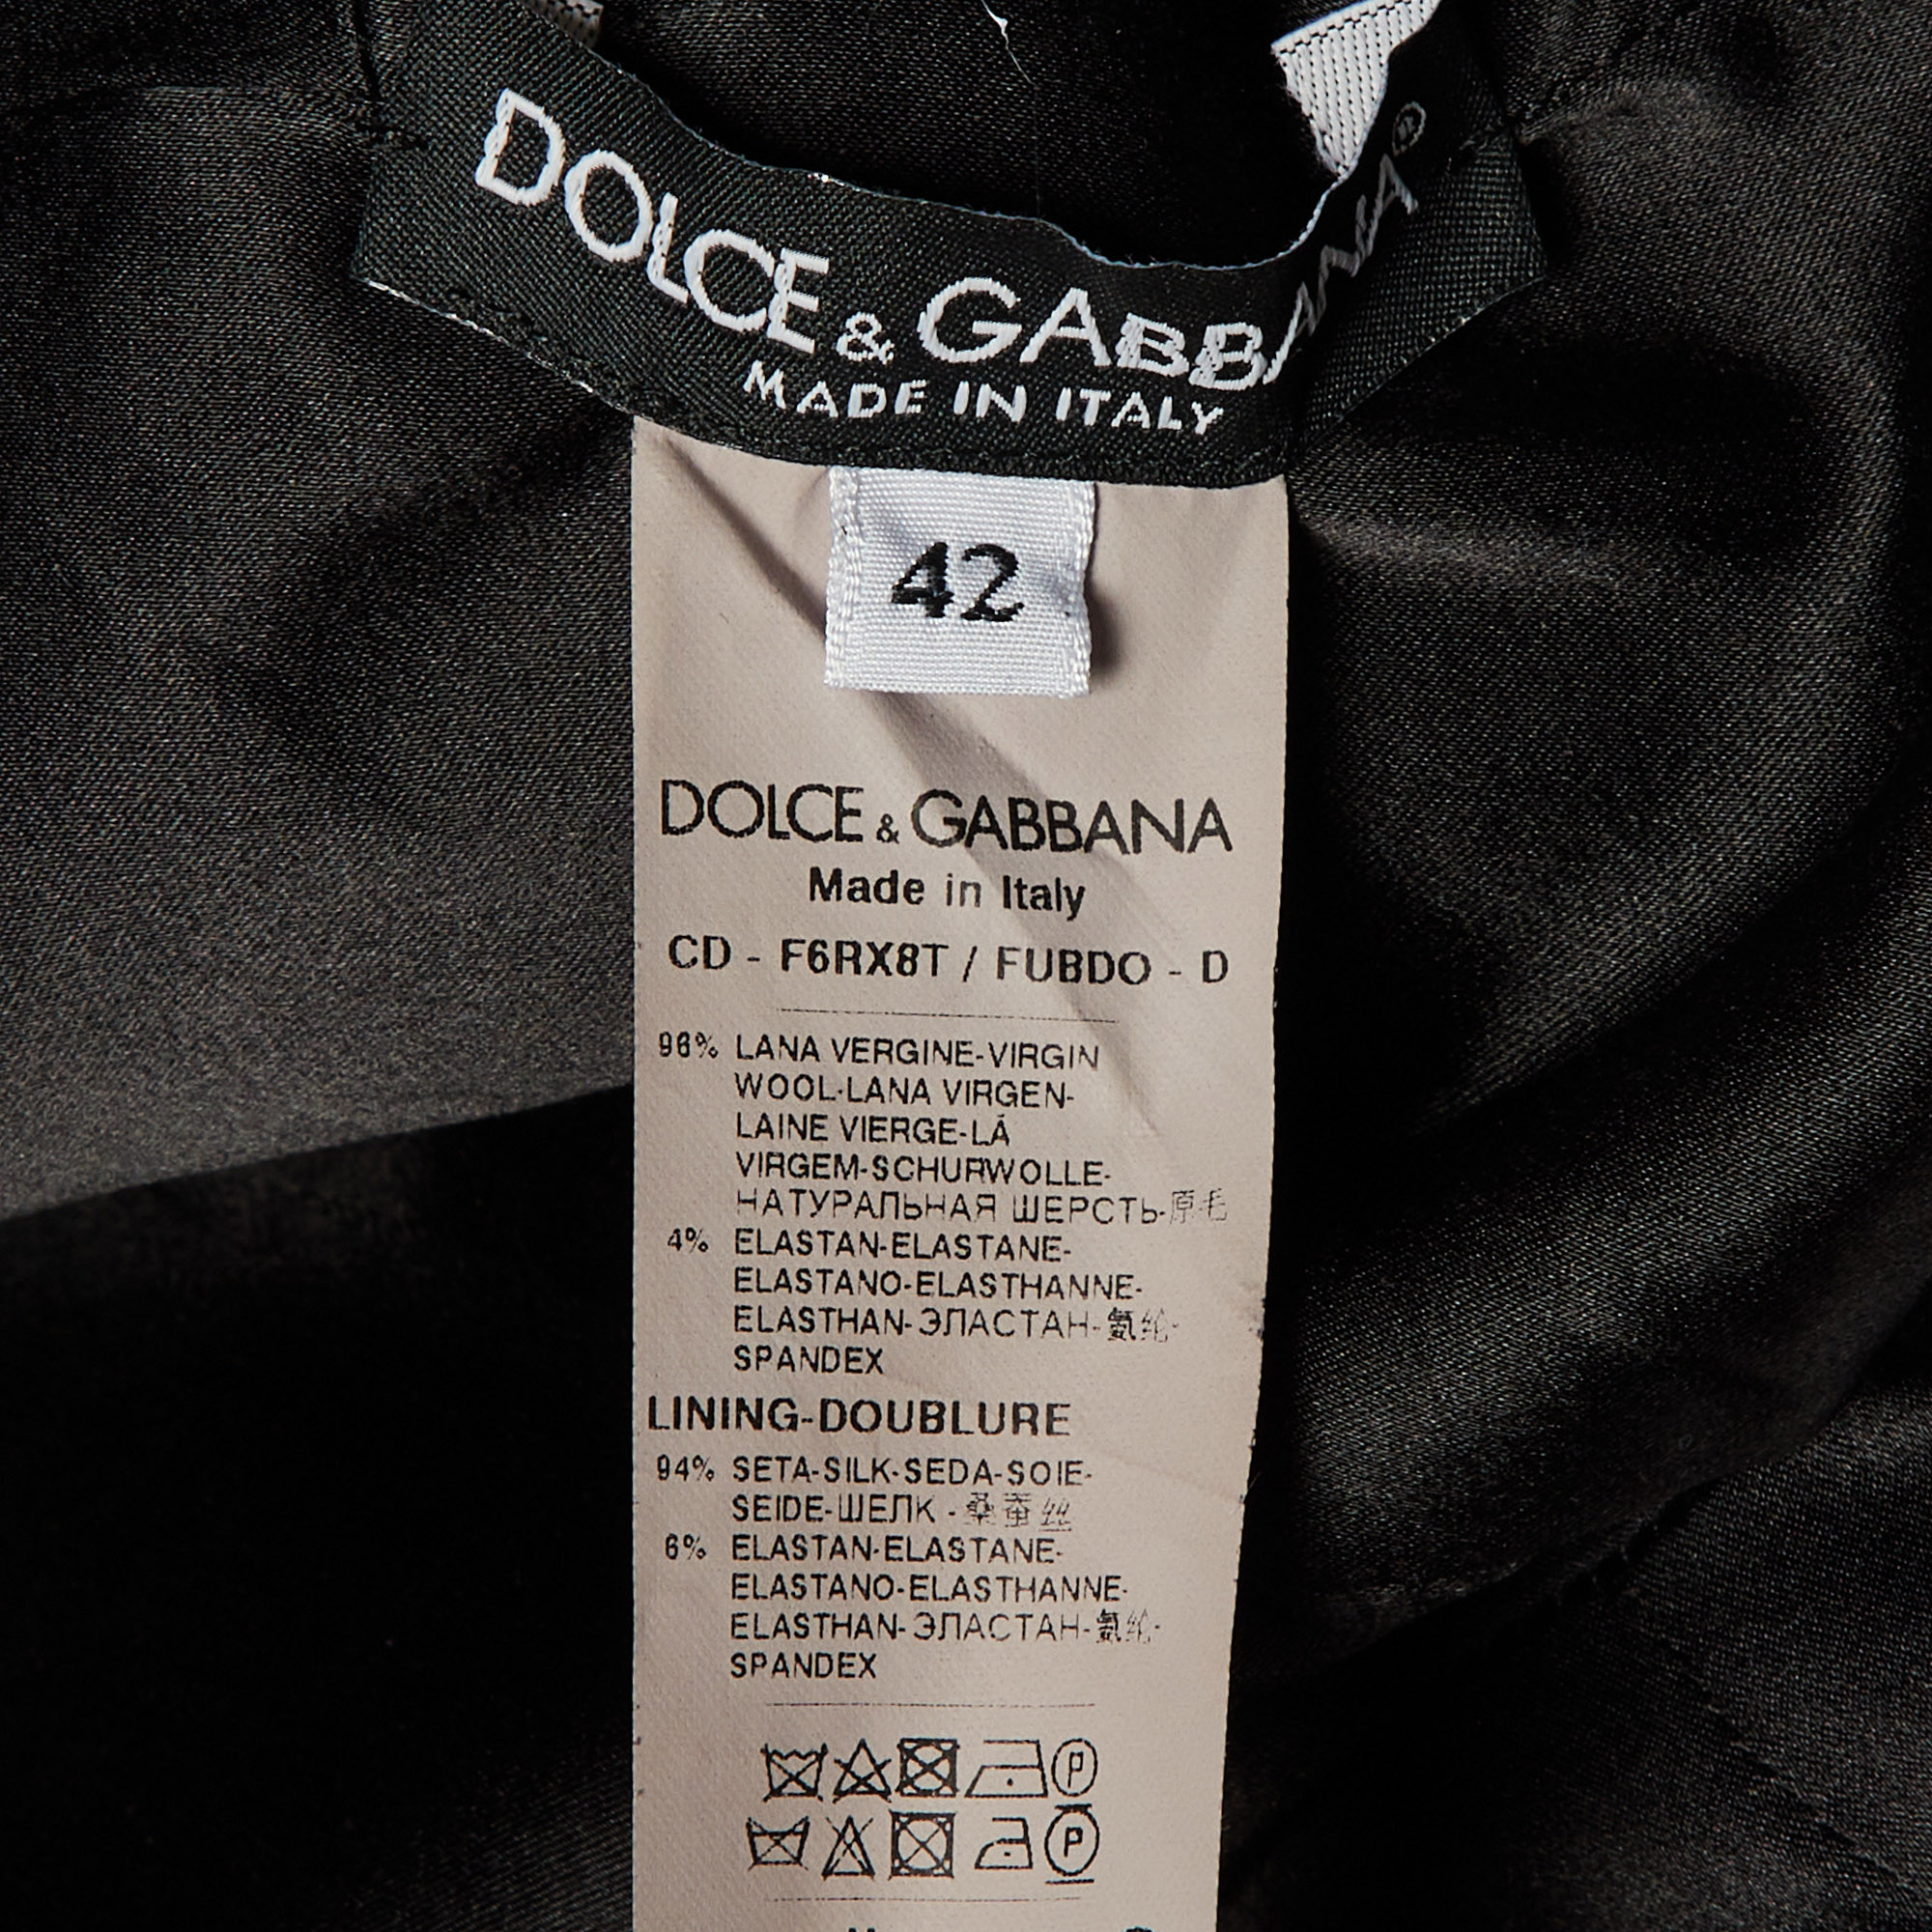 DOLCE & GABBANA®
MADE IN ITALY
42
DOLCE & GABBANA
Made in Italy
CD - F6RX8T / FUBDO - D
96% LANA VERGINE-VIRGIN
WOOL-LANA VIRGEN-
LAINE VIERGE-LÃ
VIRGEM-SCHURWOLLE-
НАТУРАЛЬНАЯ ШЕРСТЬ-原毛
4% ELASTAN-ELASTANE-
ELASTANO-ELASTHANNE-
ELASTHAN-ЭЛАСТАН-氨纶-
SPANDEX
LINING-DOUBLURE
94% SETA-SILK-SEDA-SOIE-
SEIDE-ШЕЛК - 桑蚕丝
6% ELASTAN-ELASTANE-
ELASTANO-ELASTHANNE-
ELASTHAN-ЭЛАСТАН-氨纶-
SPANDEX
P
P